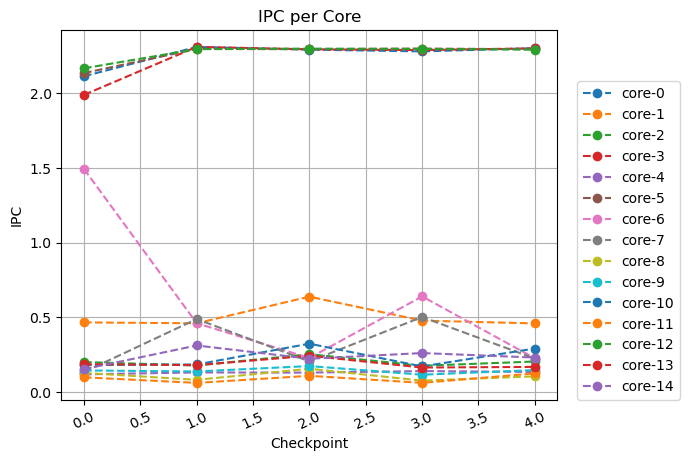 IPC per Core
IPC
2.0
1.5
1.0
0.5
0.0
0.0 0.5 1.0 1.5 2.0 2.5 3.0 3.5 4.0
Checkpoint
core-0
core-1
core-2
core-3
core-4
core-5
core-6
core-7
core-8
core-9
core-10
core-11
core-12
core-13
core-14